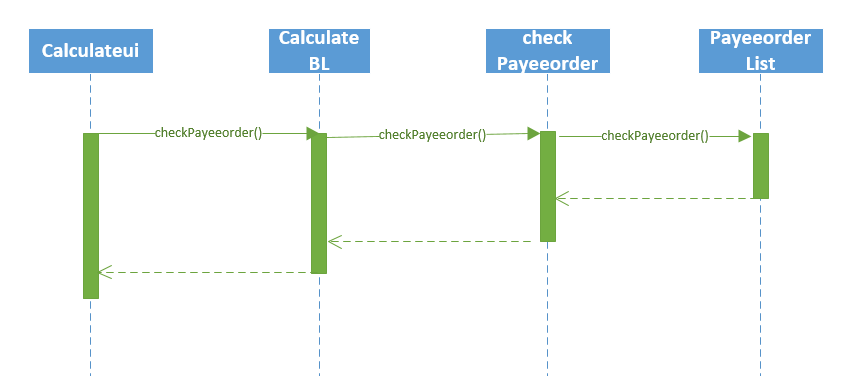 Calculateui
Calculate
BL
check
Payeeorder
Payeeorder
List
checkPayeeorder()
checkPayeeorder()
checkPayeeorder()